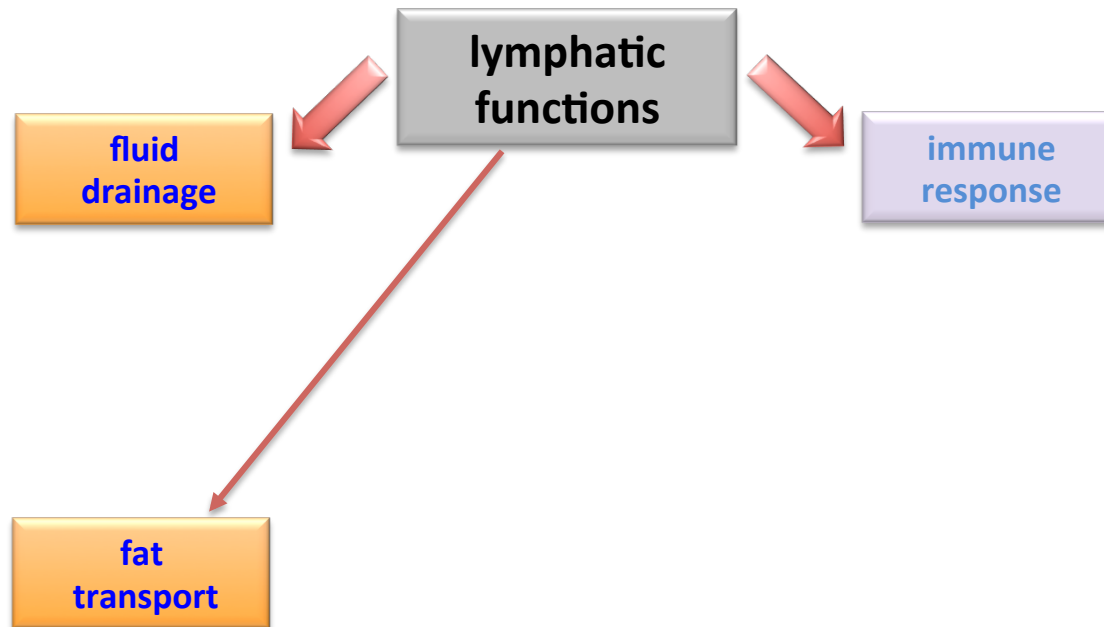 lymphatic
functions
fluid
drainage
immune
response
fat
transport